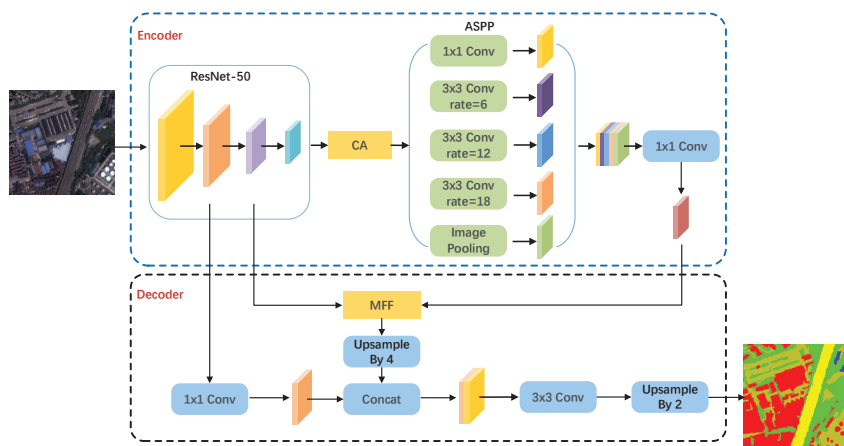 Encoder
ResNet-50
CA
ASPP
1x1 Conv
3x3 Conv
rate=6
3x3 Conv
rate=12
3x3 Conv
rate=18
Image
Pooling
1x1 Conv
Decoder
MFF
Upsample
By 4
1x1 Conv
Concat
3x3 Conv
Upsample
By 2